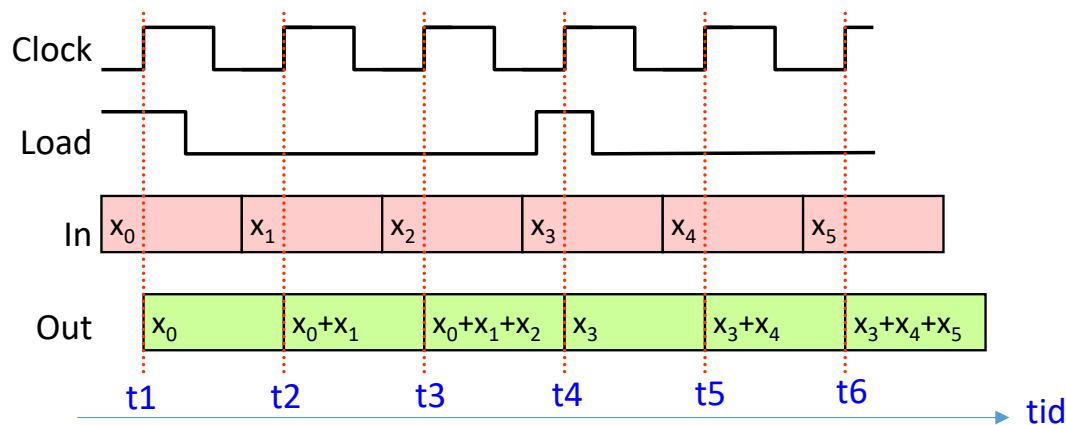 Clock
Load
In x₀ x₁ x₂ x₃ x₄ x₅
Out x₀ x₀+x₁ x₀+x₁+x₂ x₃ x₃+x₄ x₃+x₄+x₅
t1 t2 t3 t4 t5 t6
tid